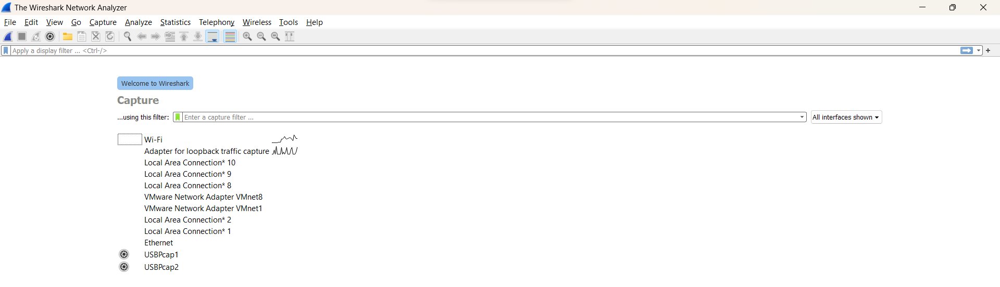 The Wireshark Network Analyzer
File Edit View Go Capture Analyze Statistics Telephony Wireless Tools Help
Apply a display filter ... <Ctrl-/>
+
Welcome to Wireshark
Capture
...using this filter: Enter a capture filter ... All interfaces shown
Wi-Fi
Adapter for loopback traffic capture
Local Area Connection* 10
Local Area Connection* 9
Local Area Connection* 8
VMware Network Adapter VMnet8
VMware Network Adapter VMnet1
Local Area Connection* 2
Local Area Connection* 1
Ethernet
USBPcap1
USBPcap2